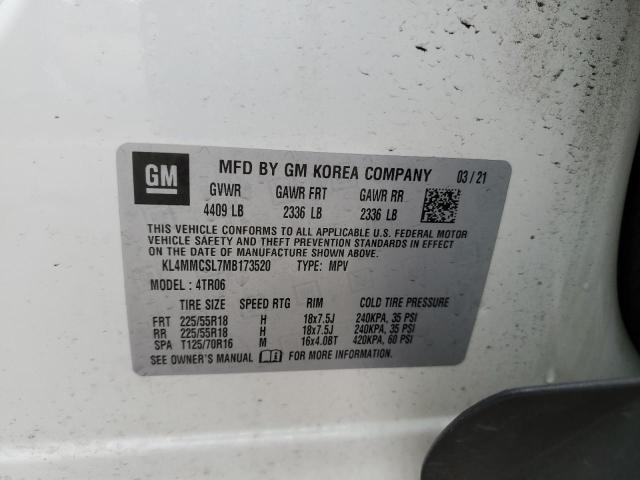 GM
MFD BY GM KOREA COMPANY 03/21
GVWR GAWR FRT GAWR RR
4409 LB 2336 LB 2336 LB
THIS VEHICLE CONFORMS TO ALL APPLICABLE U.S. FEDERAL MOTOR
VEHICLE SAFETY AND THEFT PREVENTION STANDARDS IN EFFECT
ON THE DATE OF MANUFACTURE SHOWN ABOVE.
KL4MMCSL7MB173520 TYPE: MPV
MODEL : 4TR06
TIRE SIZE SPEED RTG RIM COLD TIRE PRESSURE
FRT 225/55R18 H 18x7.5J 240KPA, 35 PSI
RR 225/55R18 H 18x7.5J 240KPA, 35 PSI
SPA T125/70R16 M 16x4.0BT 420KPA, 60 PSI
SEE OWNER'S MANUAL FOR MORE INFORMATION